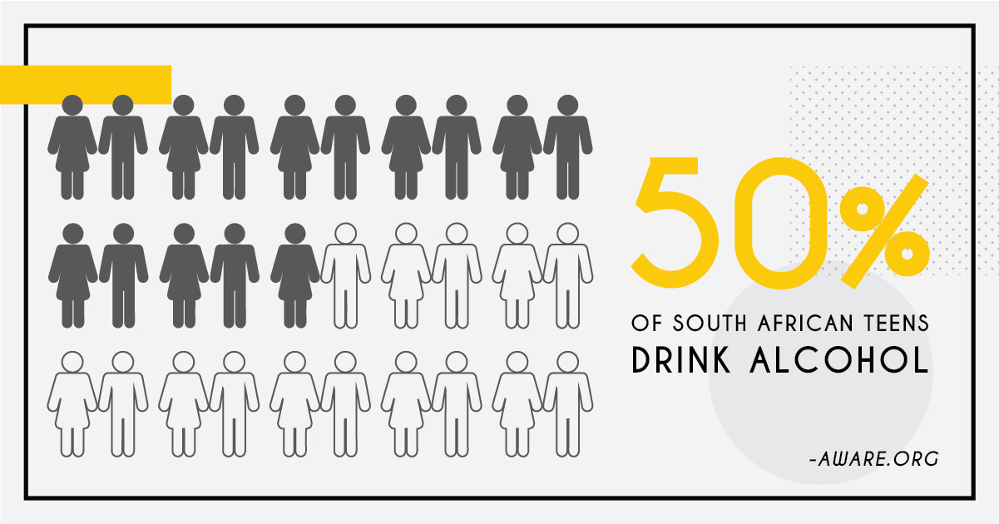 50%
OF SOUTH AFRICAN TEENS
DRINK ALCOHOL
-AWARE.ORG